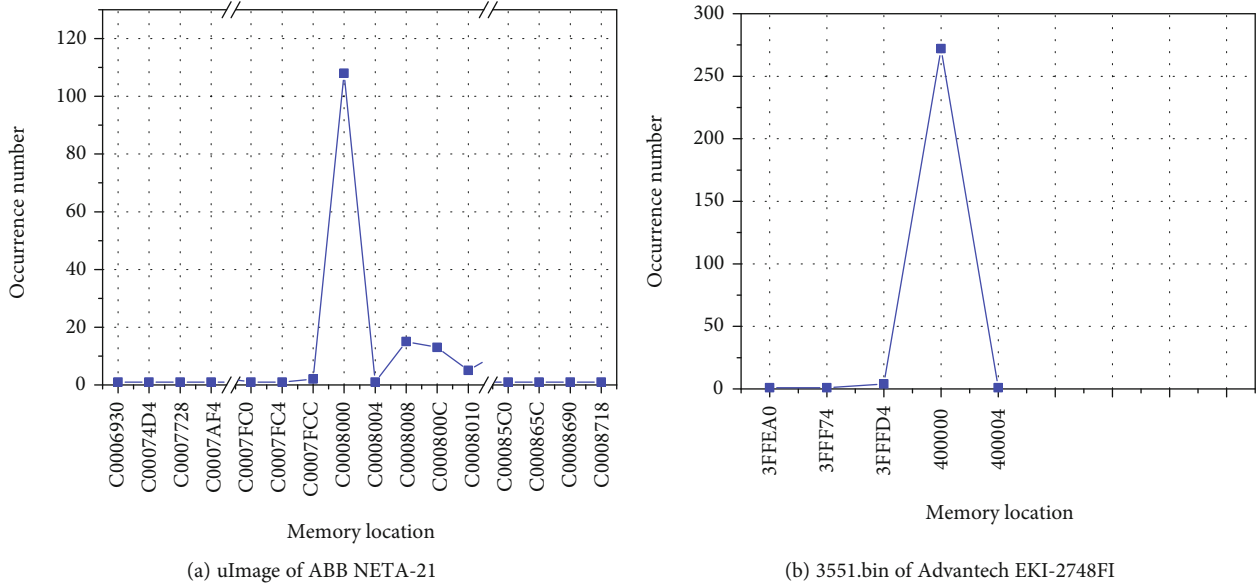 Occurrence number
120
100
80
60
40
20
0
C0006930
C00074D4
C0007728
C0007AF4
C0007FC0
C0007FC4
C0007FCC
C0008000
C0008004
C0008008
C000800C
C0008010
C00085C0
C000865C
C0008690
C0008718
Memory location
(a) uImage of ABB NETA-21
Occurrence number
300
250
200
150
100
50
0
3FFEA0
3FFF74
3FFFD4
400000
400004
Memory location
(b) 3551.bin of Advantech EKI-2748FI